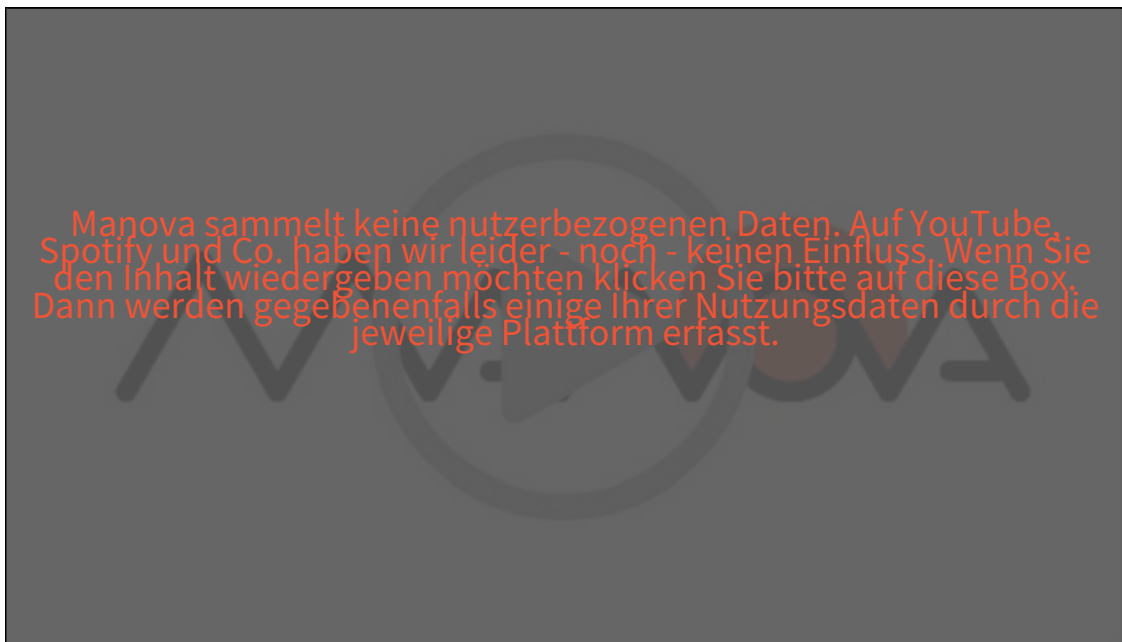 Manova sammelt keine nutzerbezogenen Daten. Auf YouTube,
Spotify und Co. haben wir leider - noch - keinen Einfluss. Wenn Sie
den Inhalt wiedergeben möchten klicken Sie bitte auf diese Box.
Dann werden gegebenenfalls einige Ihrer Nutzungsdaten durch die
jeweilige Plattform erfasst.
MANOVA